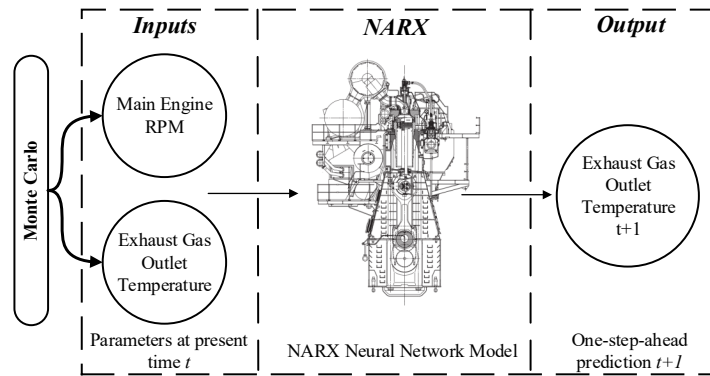 Inputs
NARX
Output
Monte Carlo
Main Engine
RPM
Exhaust Gas
Outlet
Temperature
Exhaust Gas
Outlet
Temperature
t+1
Parameters at present
time t
NARX Neural Network Model
One-step-ahead
prediction t+1